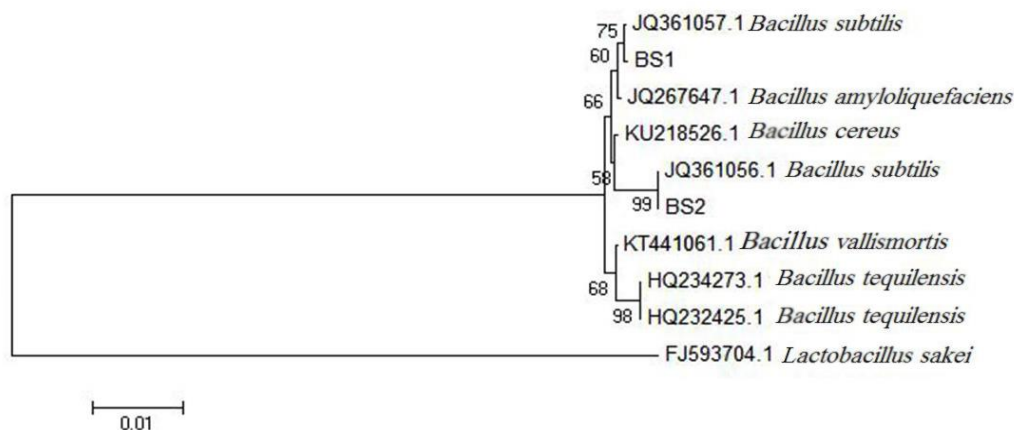 75 JQ361057.1 Bacillus subtilis
60 BS1
66 JQ267647.1 Bacillus amyloliquefaciens
KU218526.1 Bacillus cereus
58 JQ361056.1 Bacillus subtilis
99 BS2
KT441061.1 Bacillus vallismortis
68 HQ234273.1 Bacillus tequilensis
98 HQ232425.1 Bacillus tequilensis
FJ593704.1 Lactobacillus sakei
0.01